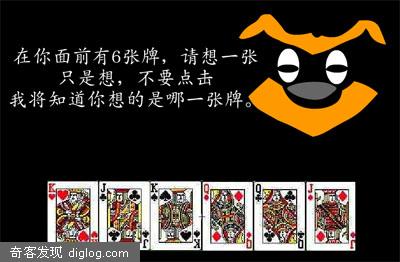 在你面前有6张牌，请想一张
只是想，不要点击
我将知道你想的是哪一张牌。
K J K Q Q J
奇客发现 diglog.com